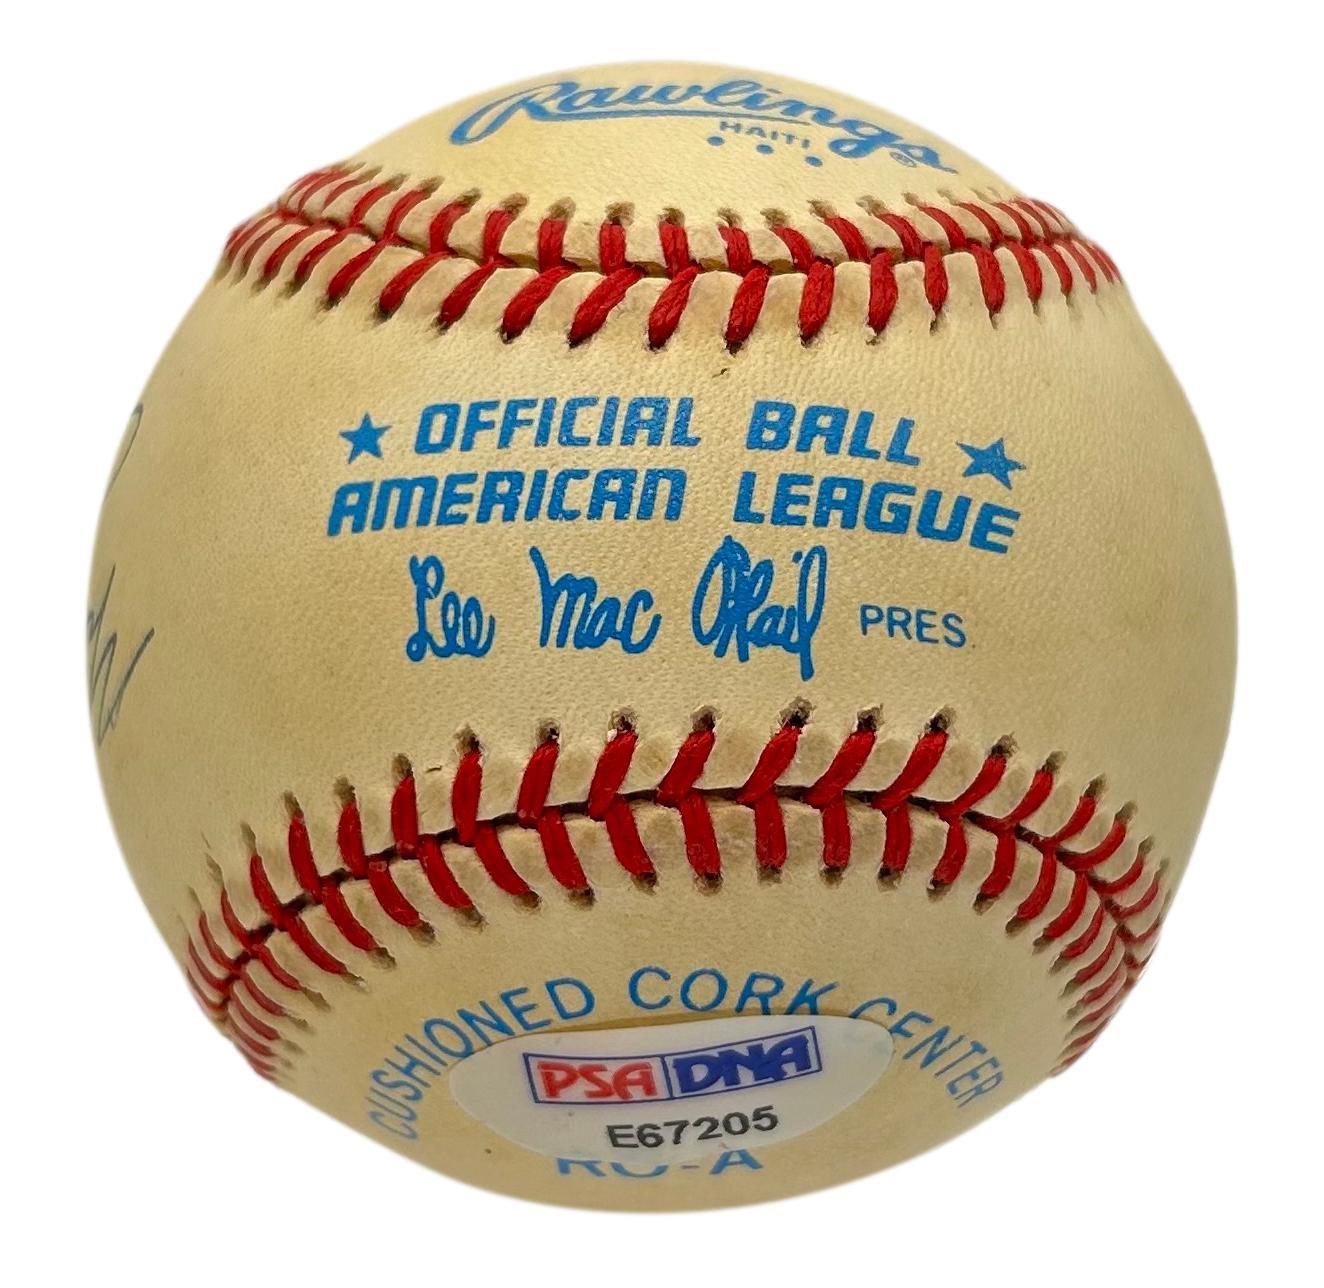 Rawlings®
HAITI
★ OFFICIAL BALL ★
AMERICAN LEAGUE
Lee MacPhail PRES
CUSHIONED CORK CENTER
PSA/DNA
E67205
RO-A